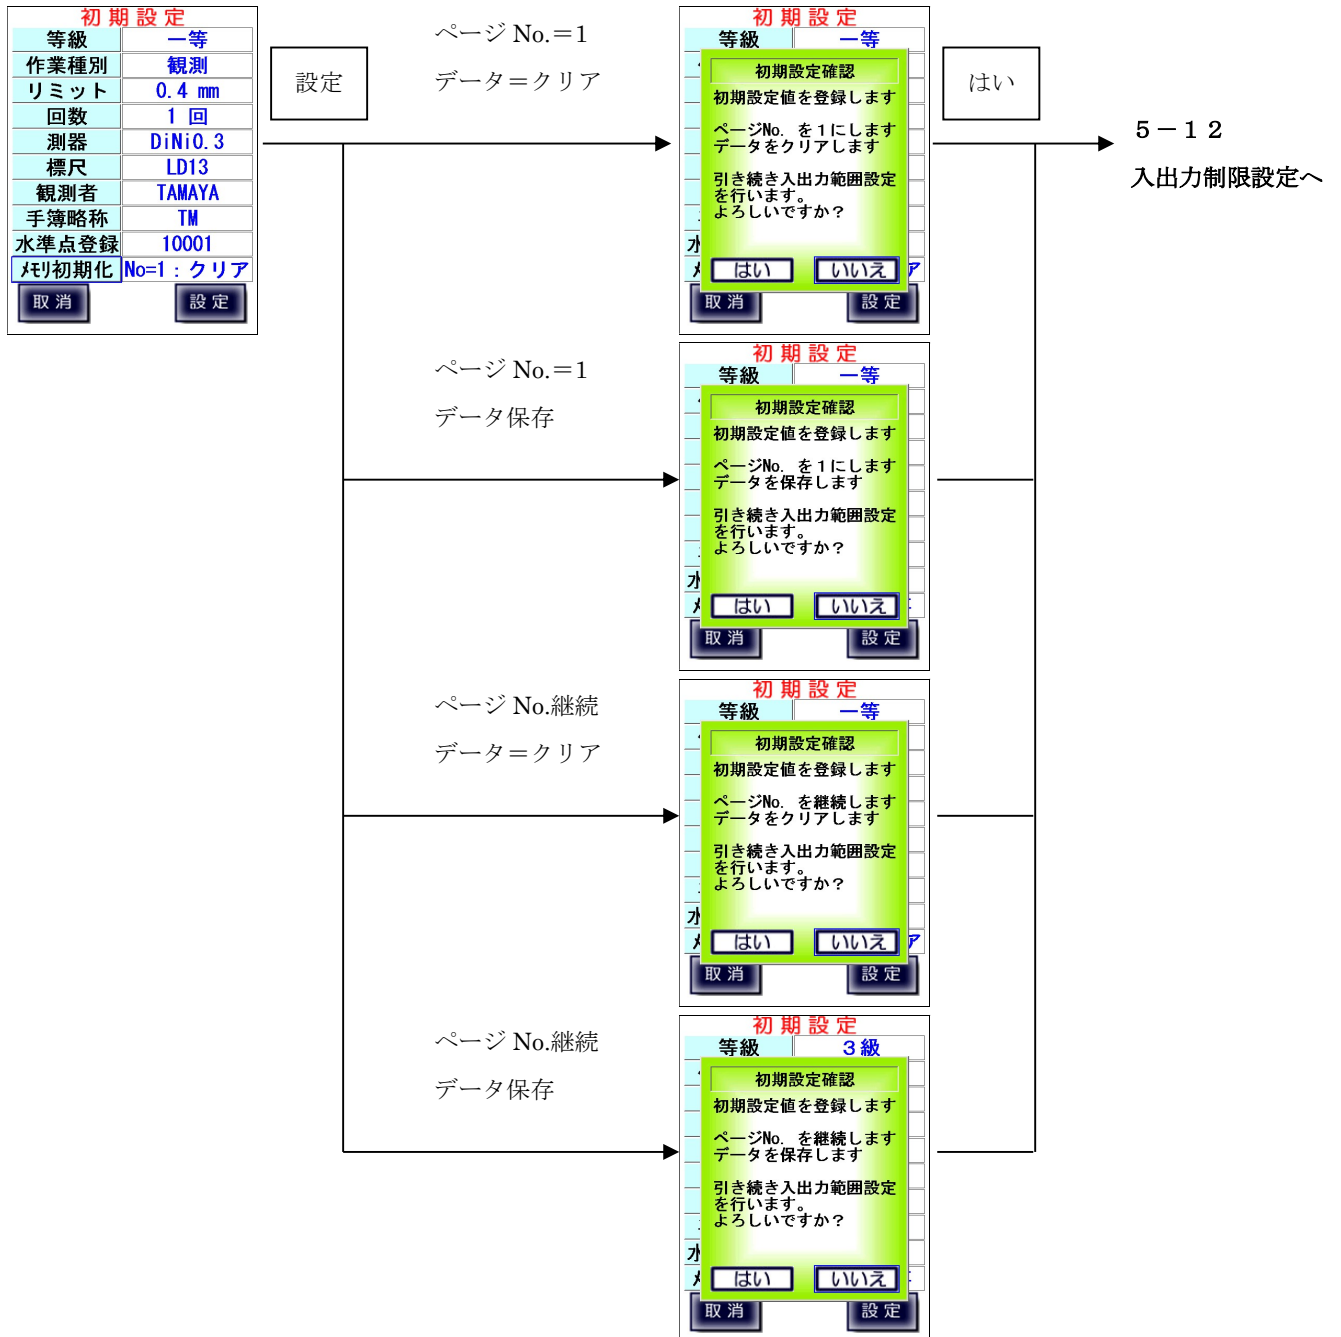 初期設定
等級 一等
作業種別 観測
リミット 0.4 mm
回数 1 回
測器 DiNi0.3
標尺 LD13
観測者 TAMAYA
手簿略称 TM
水準点登録 10001
ﾒﾓﾘ初期化 No=1：クリア
取消 設定
設定
ページ No.＝1
データ＝クリア
初期設定
等級 一等
初期設定確認
初期設定値を登録します
ページNo. を１にします
データをクリアします
引き続き入出力範囲設定
を行います。
よろしいですか？
水
はい いいえ ア
取消 設定
はい
５－１２
入出力制限設定へ
ページ No.＝1
データ保存
初期設定
等級 一等
初期設定確認
初期設定値を登録します
ページNo. を１にします
データを保存します
引き続き入出力範囲設定
を行います。
よろしいですか？
水
はい いいえ
取消 設定
ページ No.継続
データ＝クリア
初期設定
等級 一等
初期設定確認
初期設定値を登録します
ページNo. を継続します
データをクリアします
引き続き入出力範囲設定
を行います。
よろしいですか？
水
はい いいえ ア
取消 設定
ページ No.継続
データ保存
初期設定
等級 ３級
初期設定確認
初期設定値を登録します
ページNo. を継続します
データを保存します
引き続き入出力範囲設定
を行います。
よろしいですか？
水
はい いいえ
取消 設定